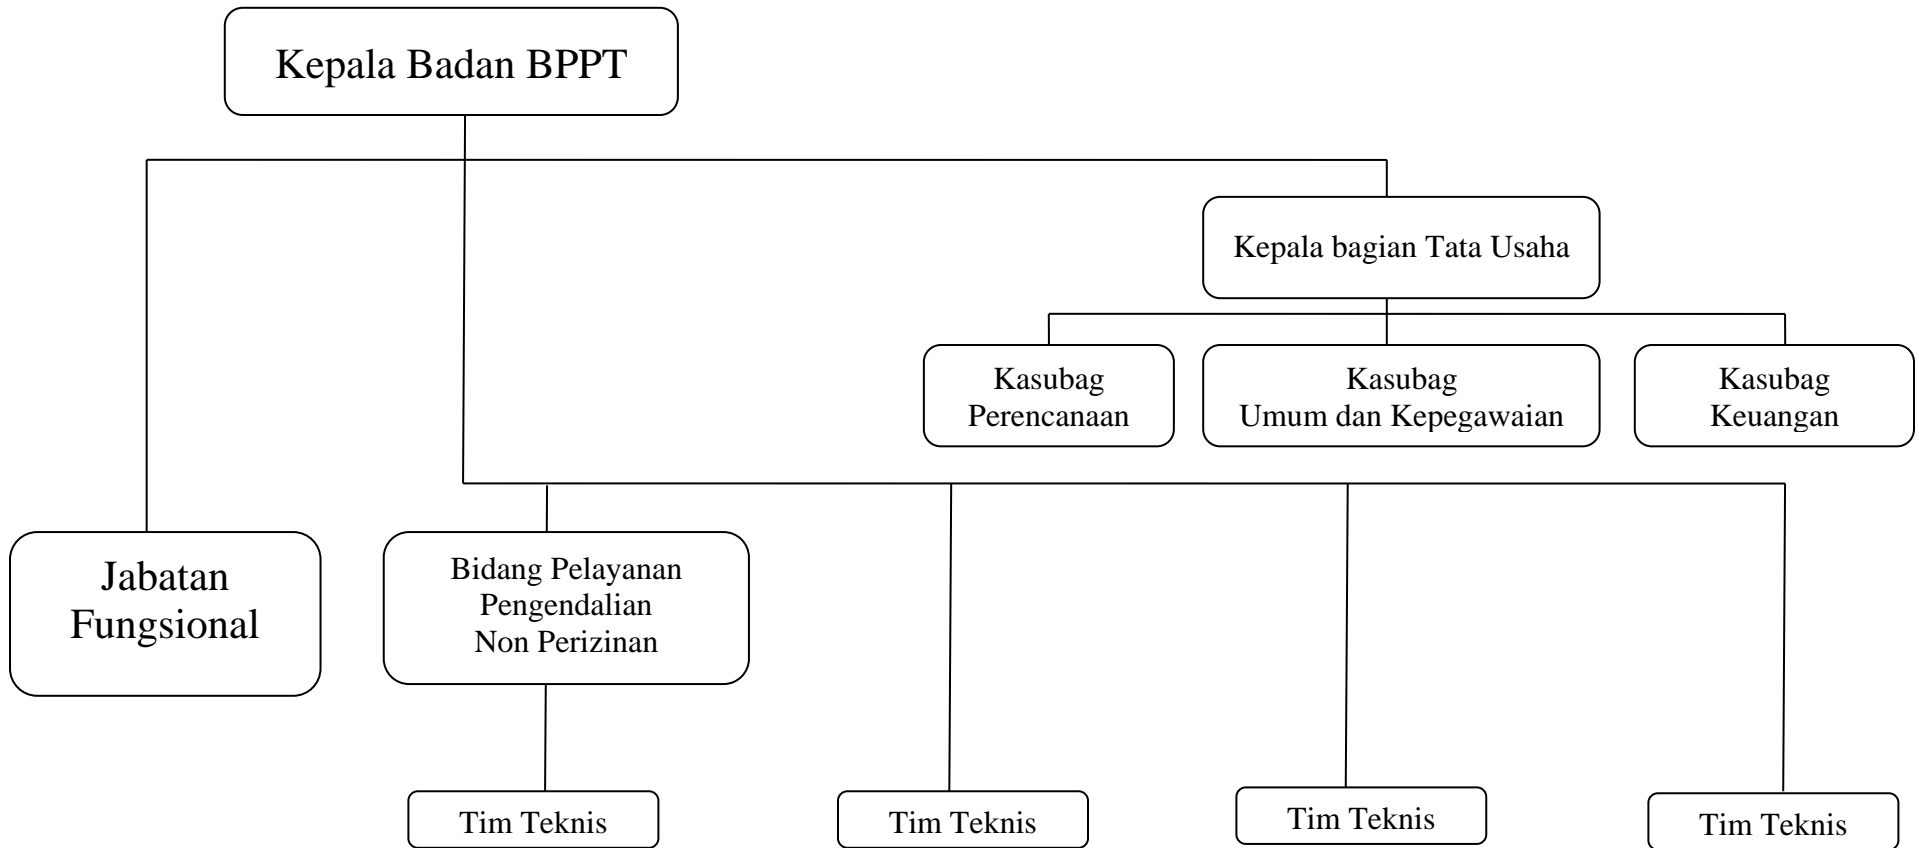 Kepala Badan BPPT
Kepala bagian Tata Usaha
Kasubag
Perencanaan
Kasubag
Umum dan Kepegawaian
Kasubag
Keuangan
Jabatan
Fungsional
Bidang Pelayanan
Pengendalian
Non Perizinan
Tim Teknis
Tim Teknis
Tim Teknis
Tim Teknis